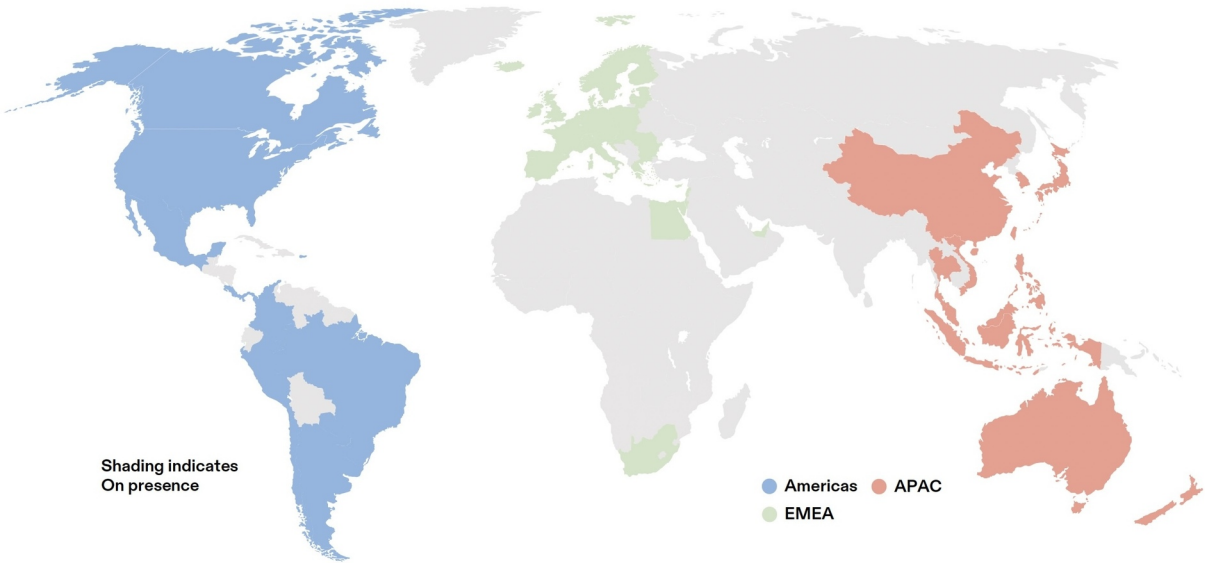 Shading indicates
On presence
Americas
APAC
EMEA